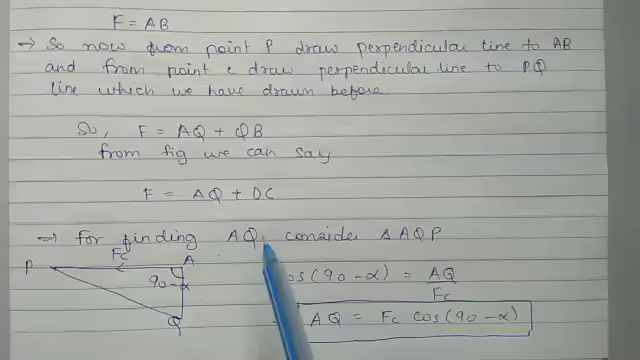 F = AB
→ So now from point P draw perpendicular line to AB
and from point c draw perpendicular line to PQ
line which we have drawn before
So, F = AQ + QB
from fig we can say
F = AQ + DC
→ For finding AQ, consider Δ AQP
P Fc A
90-α
Q
cos(90-α) = AQ
Fc
AQ = Fc cos(90-α)